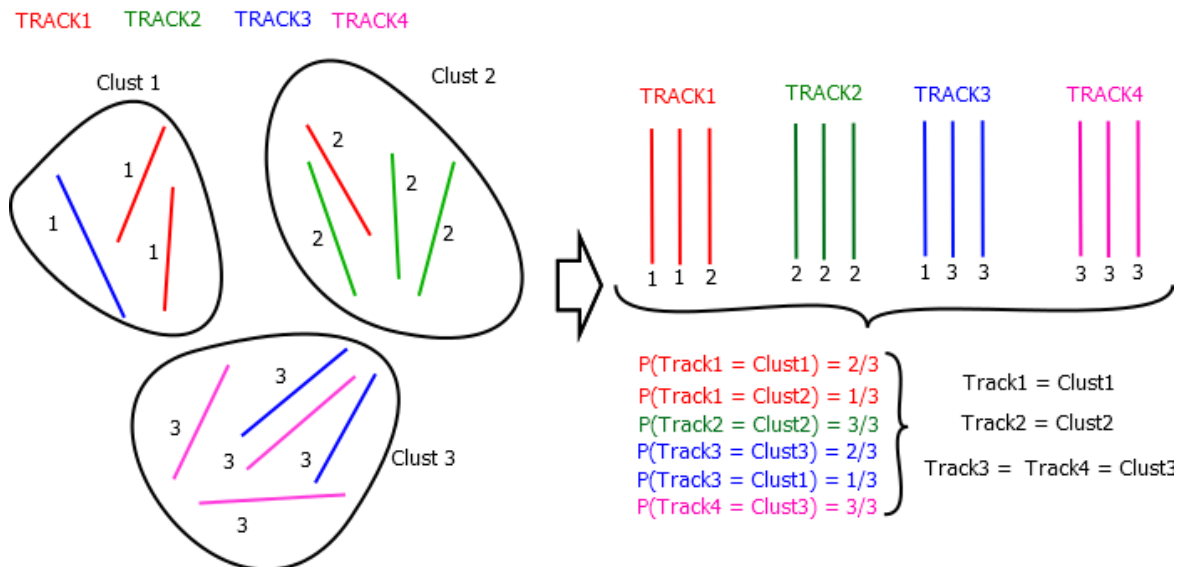 TRACK1 TRACK2 TRACK3 TRACK4
Clust 1
1
1
1
Clust 2
2
2
2
2
3
3
3
3
3
Clust 3
TRACK1 TRACK2 TRACK3 TRACK4
1 1 2 2 2 2 1 3 3 3 3 3
P(Track1 = Clust1) = 2/3
P(Track1 = Clust2) = 1/3
P(Track2 = Clust2) = 3/3
P(Track3 = Clust3) = 2/3
P(Track3 = Clust1) = 1/3
P(Track4 = Clust3) = 3/3
Track1 = Clust1
Track2 = Clust2
Track3 = Track4 = Clust3